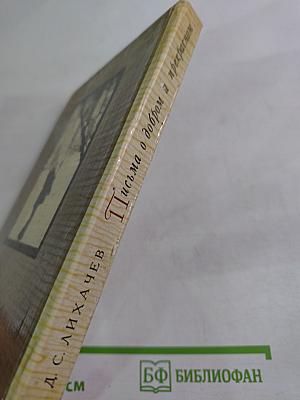 Д. С. ЛИХАЧЕВ Письма о добром и прекрасном
см
БФ БИБЛИОФАН